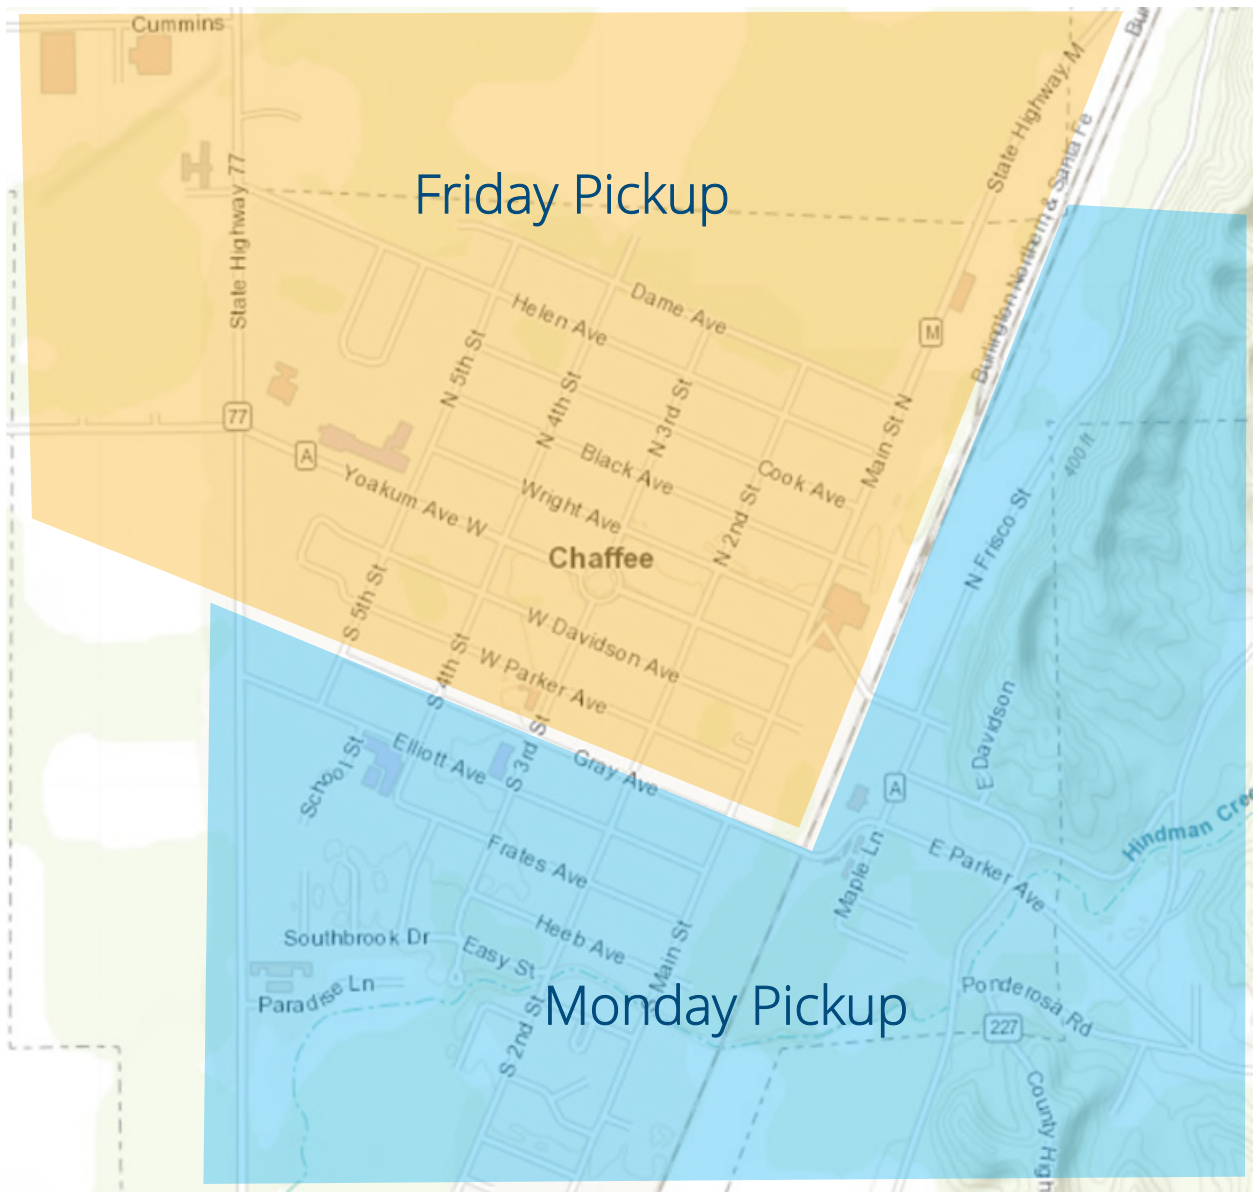 Cummins
Bur
State Highway M
Burlington Northern & Santa Fe
State Highway 77
Friday Pickup
Dame Ave
Helen Ave
M
N 5th St
N 4th St
N 3rd St
Main St N
77
A
Black Ave
Cook Ave
400 ft
Yoakum Ave W
Wright Ave
N 2nd St
N Frisco St
Chaffee
S 5th St
W Davidson Ave
S 4th St
W Parker Ave
E Davidson
S 3rd St
School St
Elliott Ave
Gray Ave
A
Hindman Cree
Frates Ave
Maple Ln
E Parker Ave
Southbrook Dr
Heeb Ave
Easy St
S Main St
Paradise Ln
Monday Pickup
Ponderosa Rd
227
S 2nd St
County High